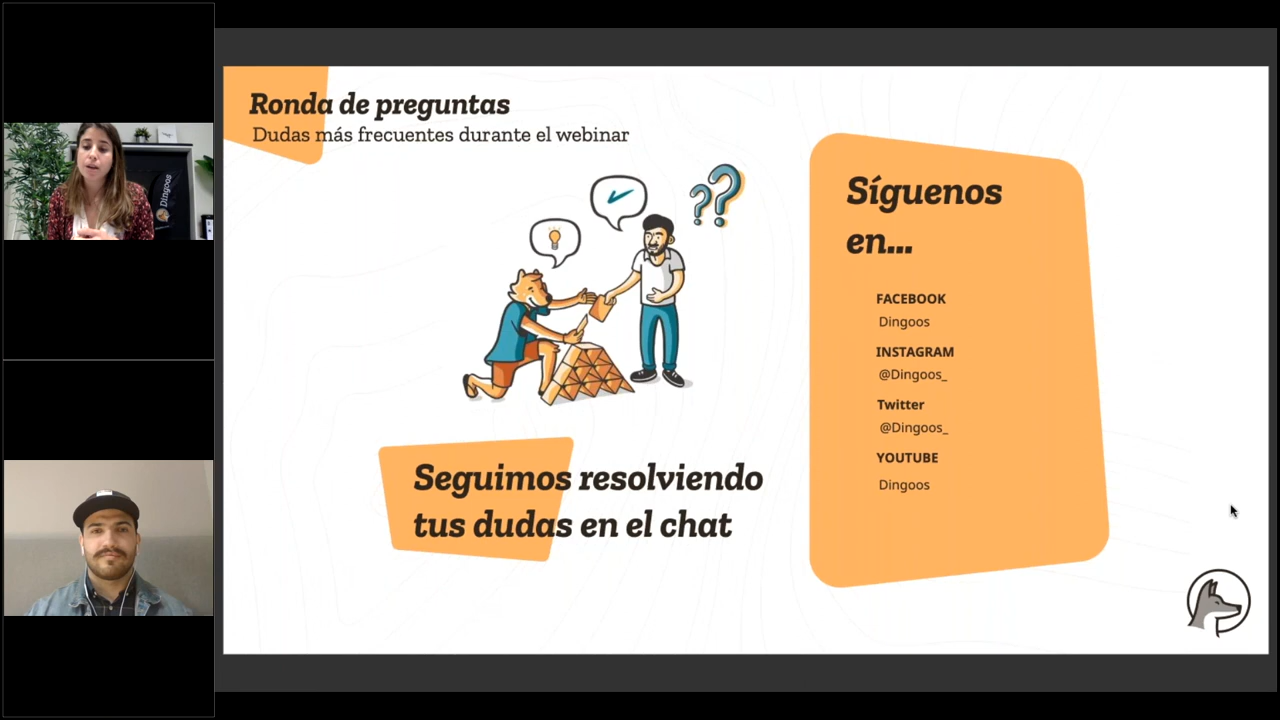 Dingoos
Ronda de preguntas
Dudas más frecuentes durante el webinar
??
Seguimos resolviendo
tus dudas en el chat
Síguenos
en...
FACEBOOK
Dingoos
INSTAGRAM
@Dingoos_
Twitter
@Dingoos_
YOUTUBE
Dingoos